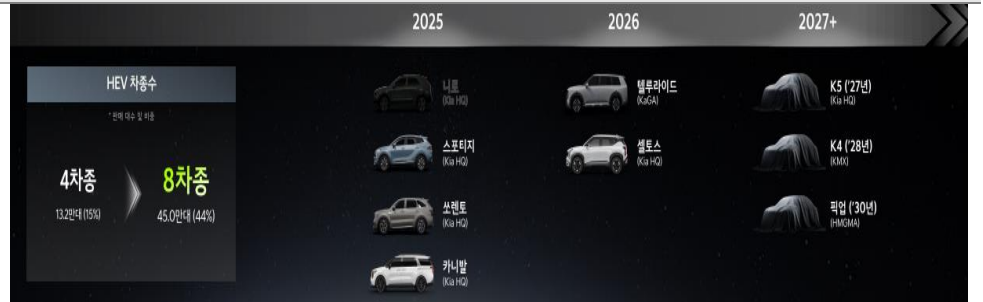 2025
2026
2027+
HEV 차종수
* 판매 대수 및 비중
4차종
8차종
13.2만대 (15%)
45.0만대 (44%)
니로
(Kia HQ)
스포티지
(Kia HQ)
쏘렌토
(Kia HQ)
카니발
(Kia HQ)
텔루라이드
(KaGA)
셀토스
(Kia HQ)
K5 ('27년)
(Kia HQ)
K4 ('28년)
(KMX)
픽업 ('30년)
(HMGMA)